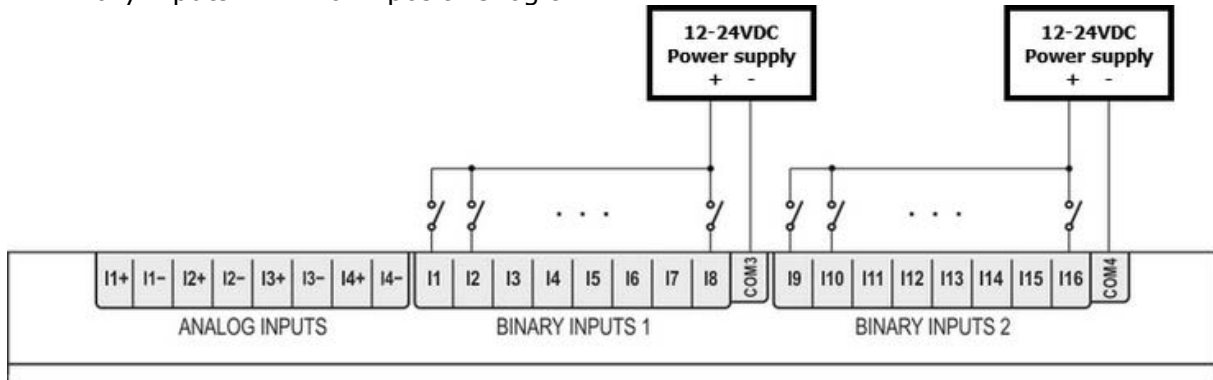 12-24VDC
Power supply
+ -
12-24VDC
Power supply
+ -
. . .
. . .
I1+ I1− I2+ I2− I3+ I3− I4+ I4− I1 I2 I3 I4 I5 I6 I7 I8 COM3 I9 I10 I11 I12 I13 I14 I15 I16 COM4
ANALOG INPUTS BINARY INPUTS 1 BINARY INPUTS 2